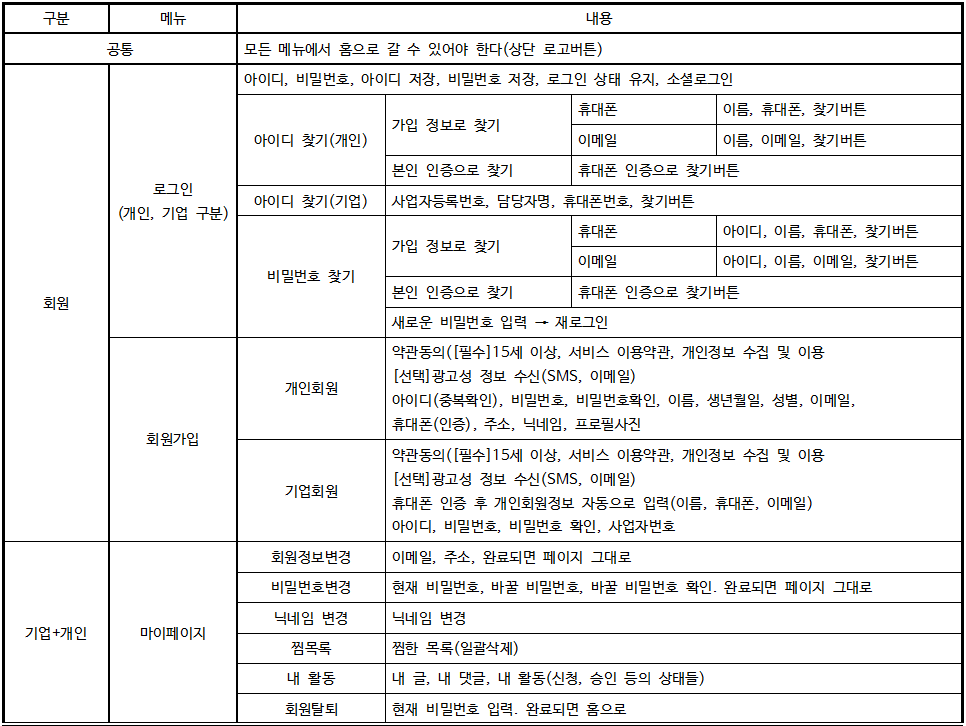 구분 메뉴 내용
공통 모든 메뉴에서 홈으로 갈 수 있어야 한다(상단 로고버튼)
회원
로그인
(개인, 기업 구분)
아이디, 비밀번호, 아이디 저장, 비밀번호 저장, 로그인 상태 유지, 소셜로그인
아이디 찾기(개인)
가입 정보로 찾기
휴대폰 이름, 휴대폰, 찾기버튼
이메일 이름, 이메일, 찾기버튼
본인 인증으로 찾기 휴대폰 인증으로 찾기버튼
아이디 찾기(기업) 사업자등록번호, 담당자명, 휴대폰번호, 찾기버튼
비밀번호 찾기
가입 정보로 찾기
휴대폰 아이디, 이름, 휴대폰, 찾기버튼
이메일 아이디, 이름, 이메일, 찾기버튼
본인 인증으로 찾기 휴대폰 인증으로 찾기버튼
새로운 비밀번호 입력 → 재로그인
회원가입
개인회원
약관동의([필수]15세 이상, 서비스 이용약관, 개인정보 수집 및 이용
[선택]광고성 정보 수신(SMS, 이메일)
아이디(중복확인), 비밀번호, 비밀번호확인, 이름, 생년월일, 성별, 이메일,
휴대폰(인증), 주소, 닉네임, 프로필사진
기업회원
약관동의([필수]15세 이상, 서비스 이용약관, 개인정보 수집 및 이용
[선택]광고성 정보 수신(SMS, 이메일)
휴대폰 인증 후 개인회원정보 자동으로 입력(이름, 휴대폰, 이메일)
아이디, 비밀번호, 비밀번호 확인, 사업자번호
기업+개인
마이페이지
회원정보변경 이메일, 주소, 완료되면 페이지 그대로
비밀번호변경 현재 비밀번호, 바꿀 비밀번호, 바꿀 비밀번호 확인. 완료되면 페이지 그대로
닉네임 변경 닉네임 변경
찜목록 찜한 목록(일괄삭제)
내 활동 내 글, 내 댓글, 내 활동(신청, 승인 등의 상태들)
회원탈퇴 현재 비밀번호 입력. 완료되면 홈으로